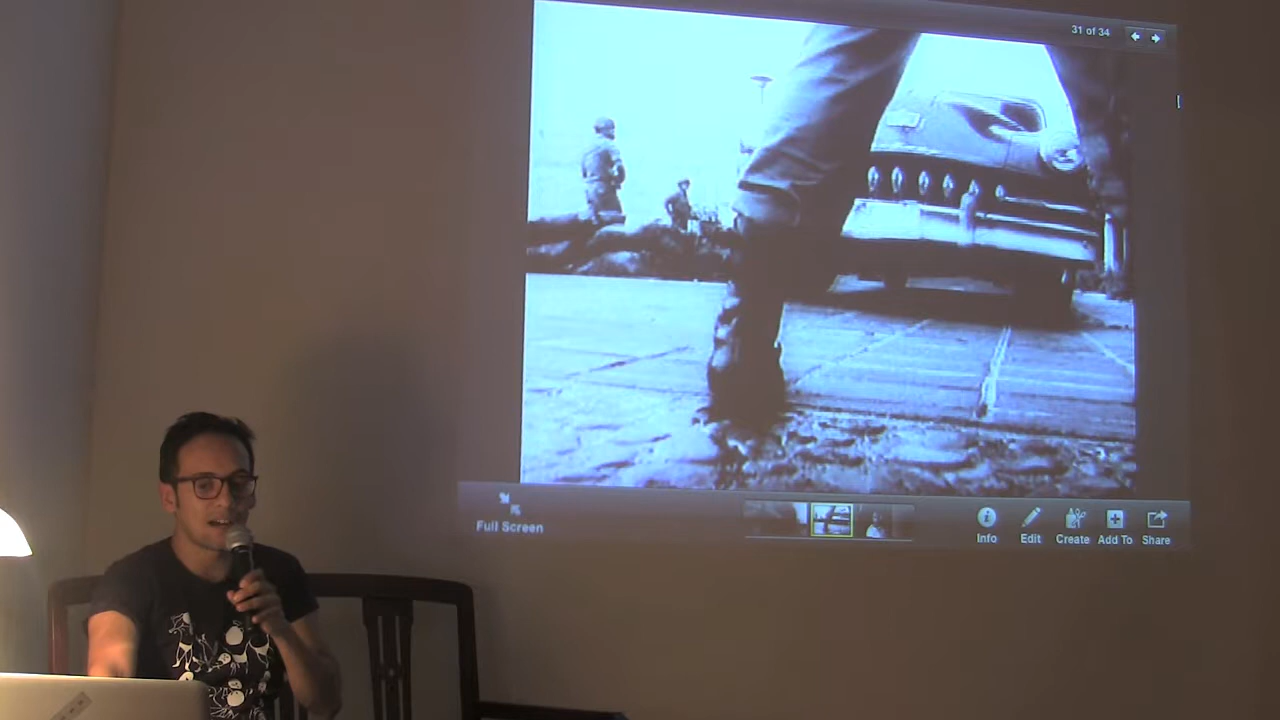 31 of 34
Full Screen
Info
Edit
Create
Add To
Share